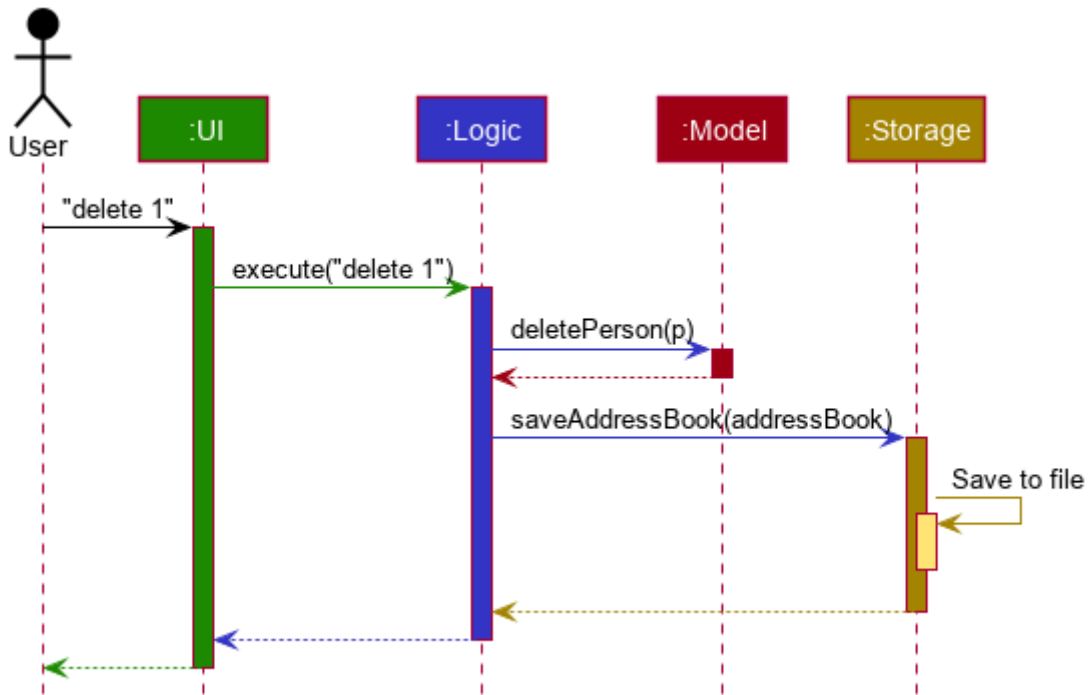 :UI
:Logic
:Model
:Storage
User
"delete 1"
execute("delete 1")
deletePerson(p)
saveAddressBook(addressBook)
Save to file